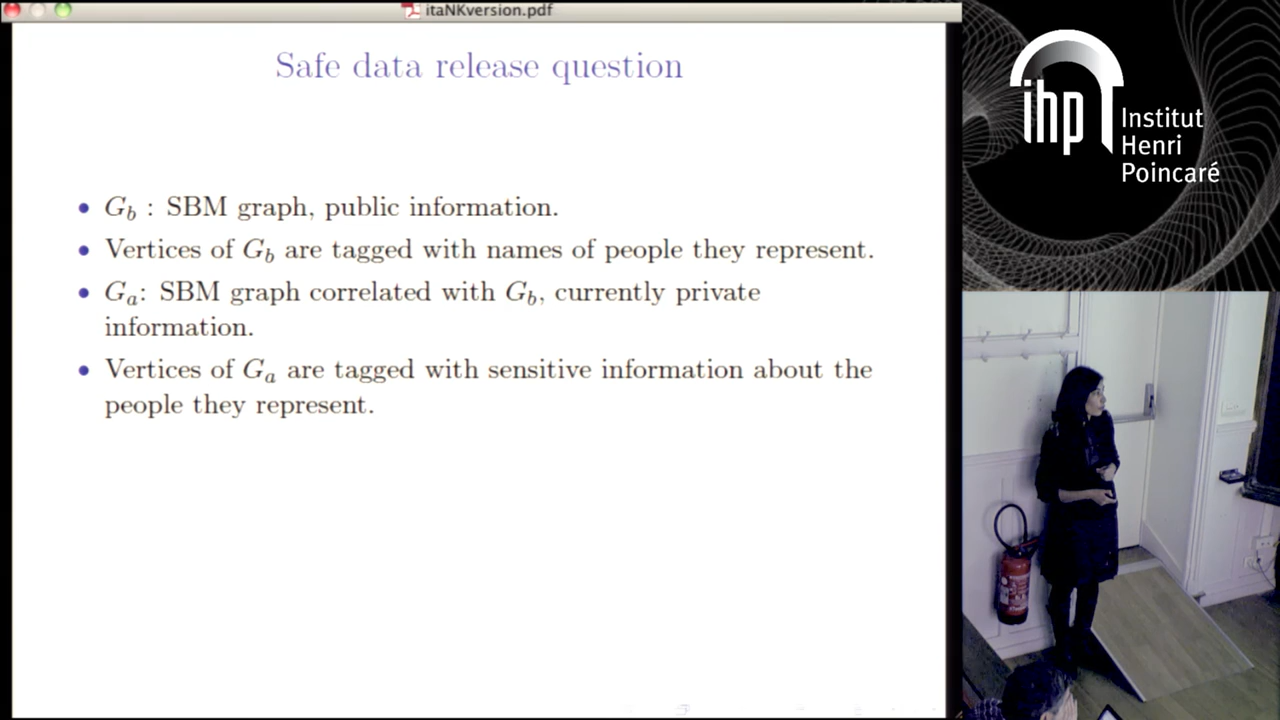 itaNKversion.pdf
Safe data release question
• G_b : SBM graph, public information.
• Vertices of G_b are tagged with names of people they represent.
• G_a: SBM graph correlated with G_b, currently private
information.
• Vertices of G_a are tagged with sensitive information about the
people they represent.
ihp
Institut
Henri
Poincaré